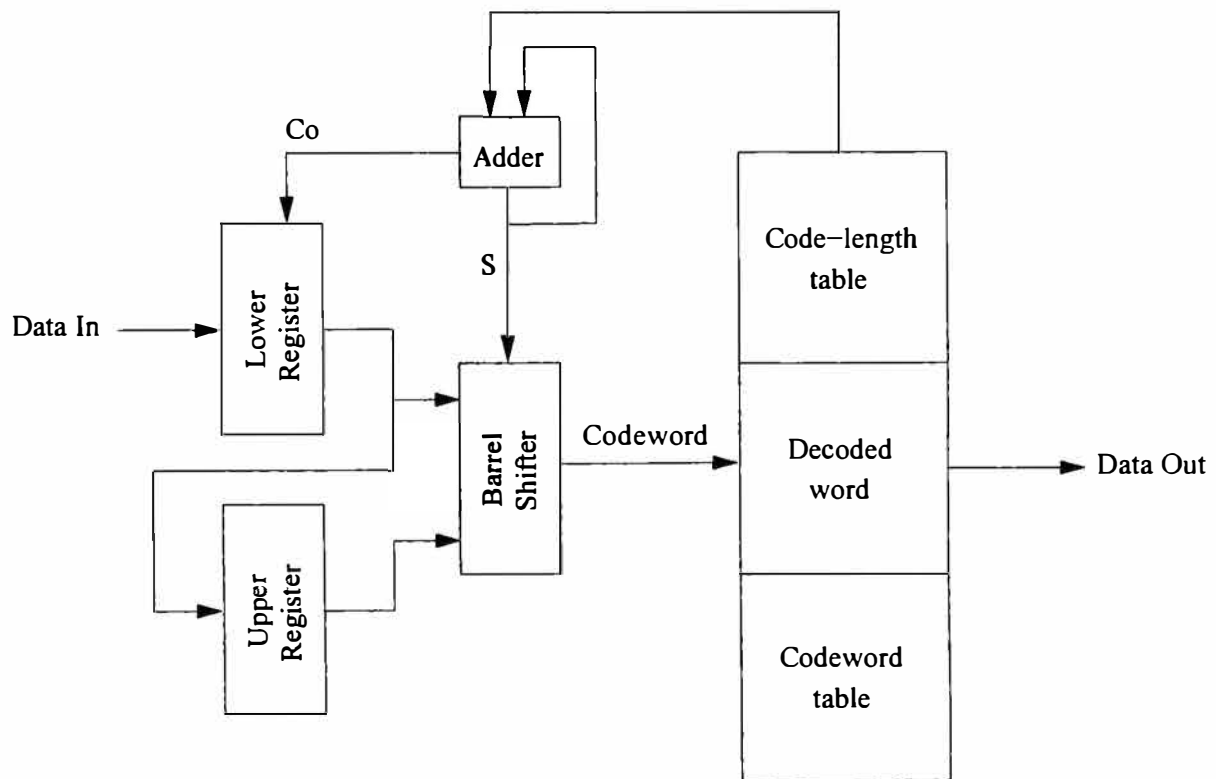 Co
Adder
Code-length
table
S
Data In
Lower
Register
Barrel
Shifter
Codeword
Decoded
word
Data Out
Upper
Register
Codeword
table